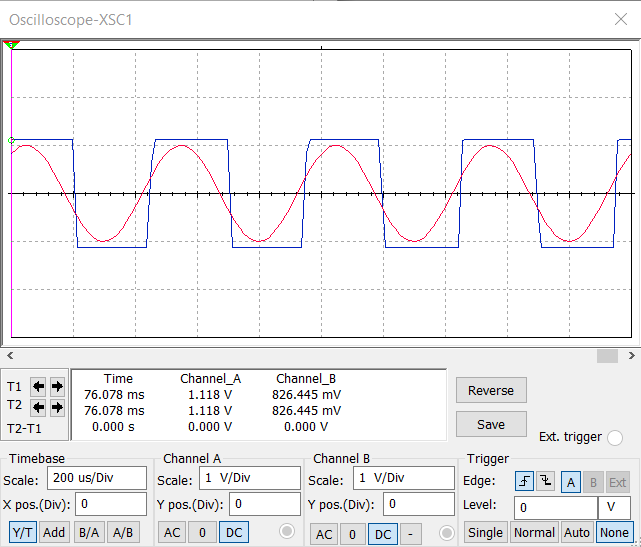 Oscilloscope-XSC1
T1
T2
T2-T1
Time Channel_A Channel_B
76.078 ms 1.118 V 826.445 mV
76.078 ms 1.118 V 826.445 mV
0.000 s 0.000 V 0.000 V
Reverse
Save
Ext. trigger
Timebase
Scale: 200 us/Div
X pos.(Div): 0
Y/T Add B/A A/B
Channel A
Scale: 1 V/Div
Y pos.(Div): 0
AC 0 DC
Channel B
Scale: 1 V/Div
Y pos.(Div): 0
AC 0 DC -
Trigger
Edge: A B Ext
Level: 0 V
Single Normal Auto None